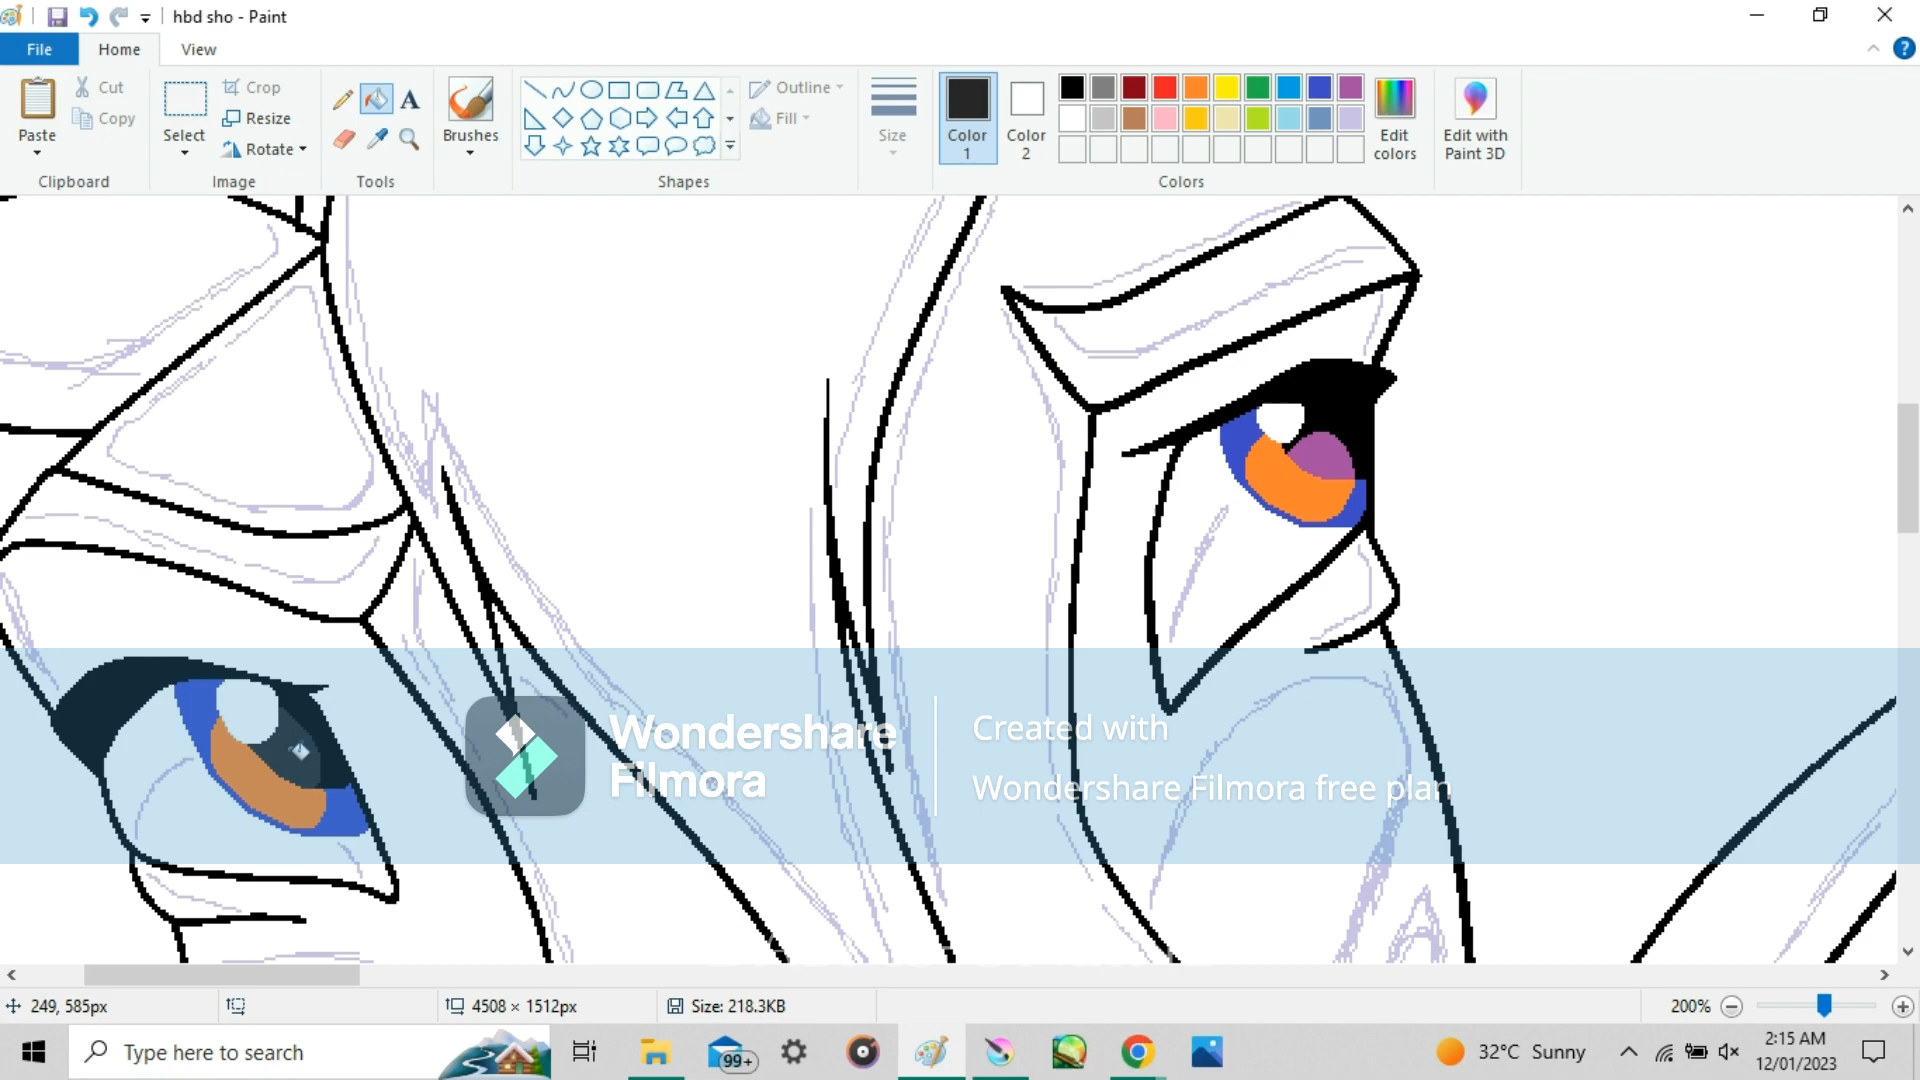 hbd sho - Paint
File Home View
Paste
Cut
Copy
Clipboard
Select
Crop
Resize
Rotate
Image
A
Tools
Brushes
Shapes
Outline
Fill
Size
Color 1
Color 2
Edit colors
Colors
Edit with Paint 3D
?
Wondershare
Filmora
Created with
Wondershare Filmora free plan
249, 585px
4508 × 1512px
Size: 218.3KB
200%
Type here to search
99+
32°C Sunny
2:15 AM
12/01/2023